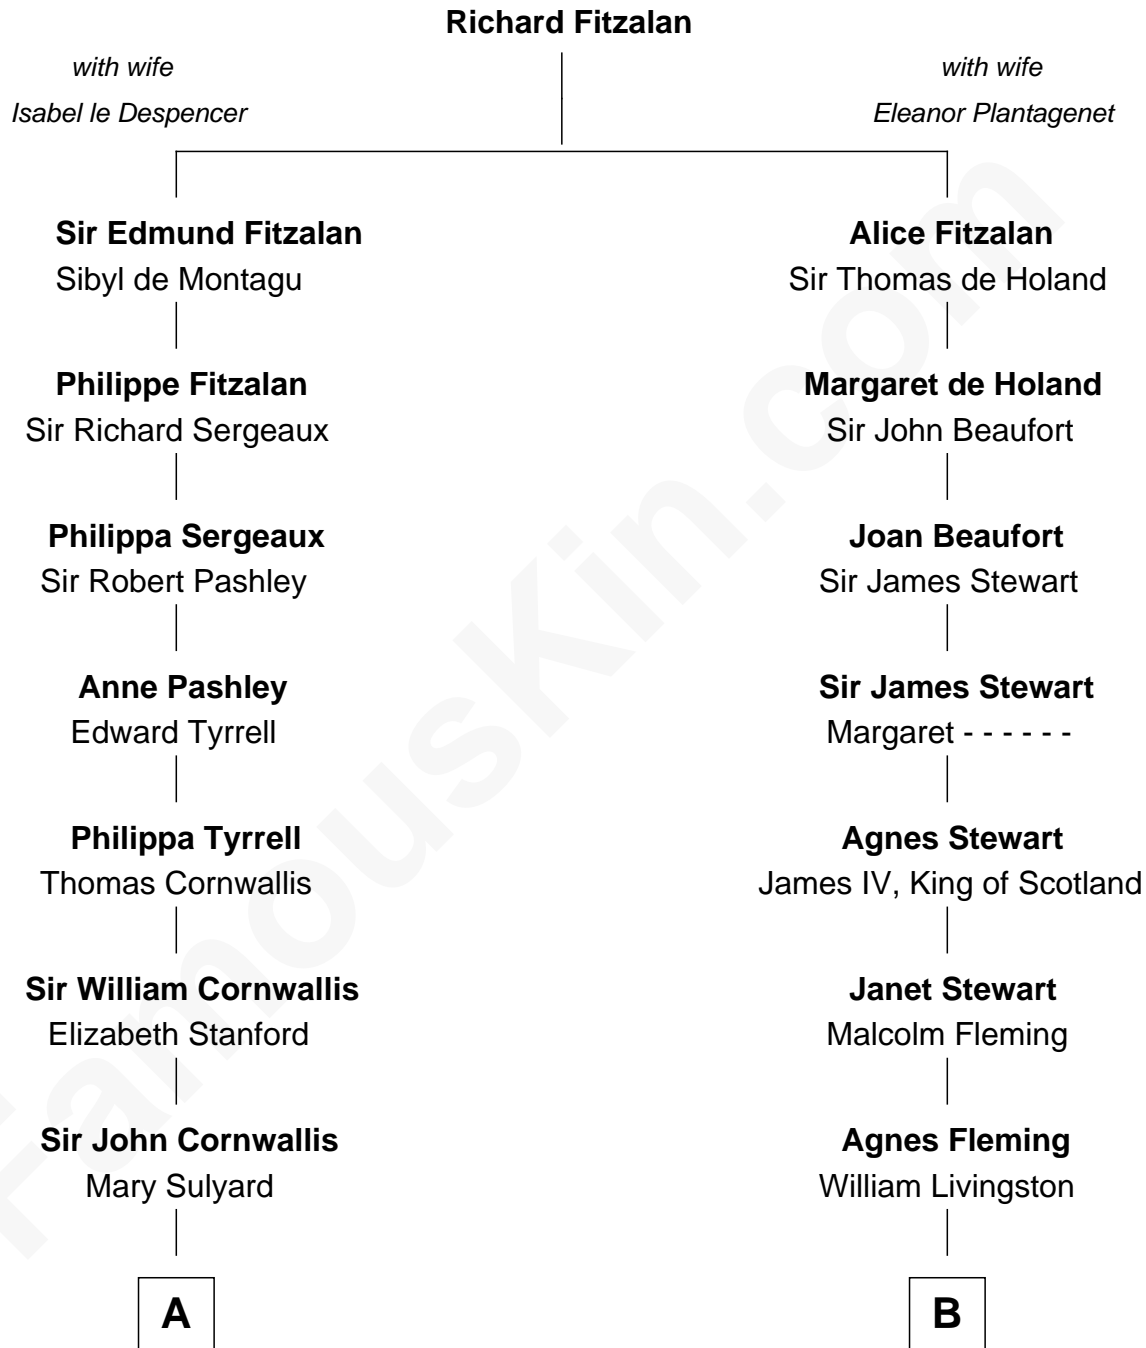 Richard Fitzalan
with wife
Isabel le Despencer
with wife
Eleanor Plantagenet
Sir Edmund Fitzalan
Sibyl de Montagu
Alice Fitzalan
Sir Thomas de Holand
Philippe Fitzalan
Sir Richard Sergeaux
Margaret de Holand
Sir John Beaufort
Philippa Sergeaux
Sir Robert Pashley
Joan Beaufort
Sir James Stewart
Anne Pashley
Edward Tyrrell
Sir James Stewart
Margaret - - - - - -
Philippa Tyrrell
Thomas Cornwallis
Agnes Stewart
James IV, King of Scotland
Sir William Cornwallis
Elizabeth Stanford
Janet Stewart
Malcolm Fleming
Sir John Cornwallis
Mary Sulyard
Agnes Fleming
William Livingston
A
B
FamousKin.com